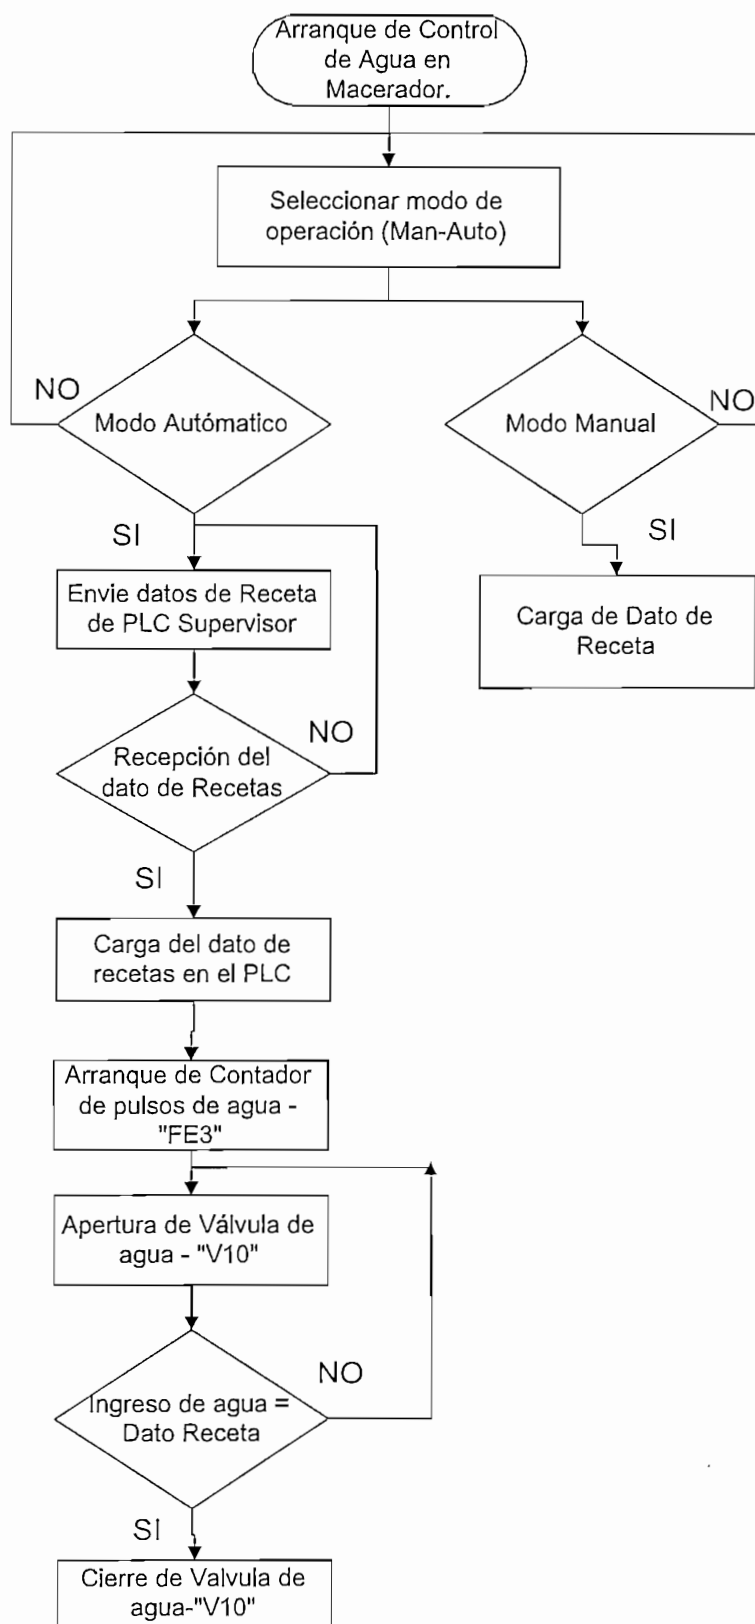 Arranque de Control
de Agua en
Macerador.
Seleccionar modo de
operación (Man-Auto)
NO
Modo Autómatico
Modo Manual
NO
SI
SI
Envie datos de Receta
de PLC Supervisor
Carga de Dato de
Receta
NO
Recepción del
dato de Recetas
SI
Carga del dato de
recetas en el PLC
Arranque de Contador
de pulsos de agua -
"FE3"
Apertura de Válvula de
agua - "V10"
NO
Ingreso de agua =
Dato Receta
SI
Cierre de Valvula de
agua-"V10"